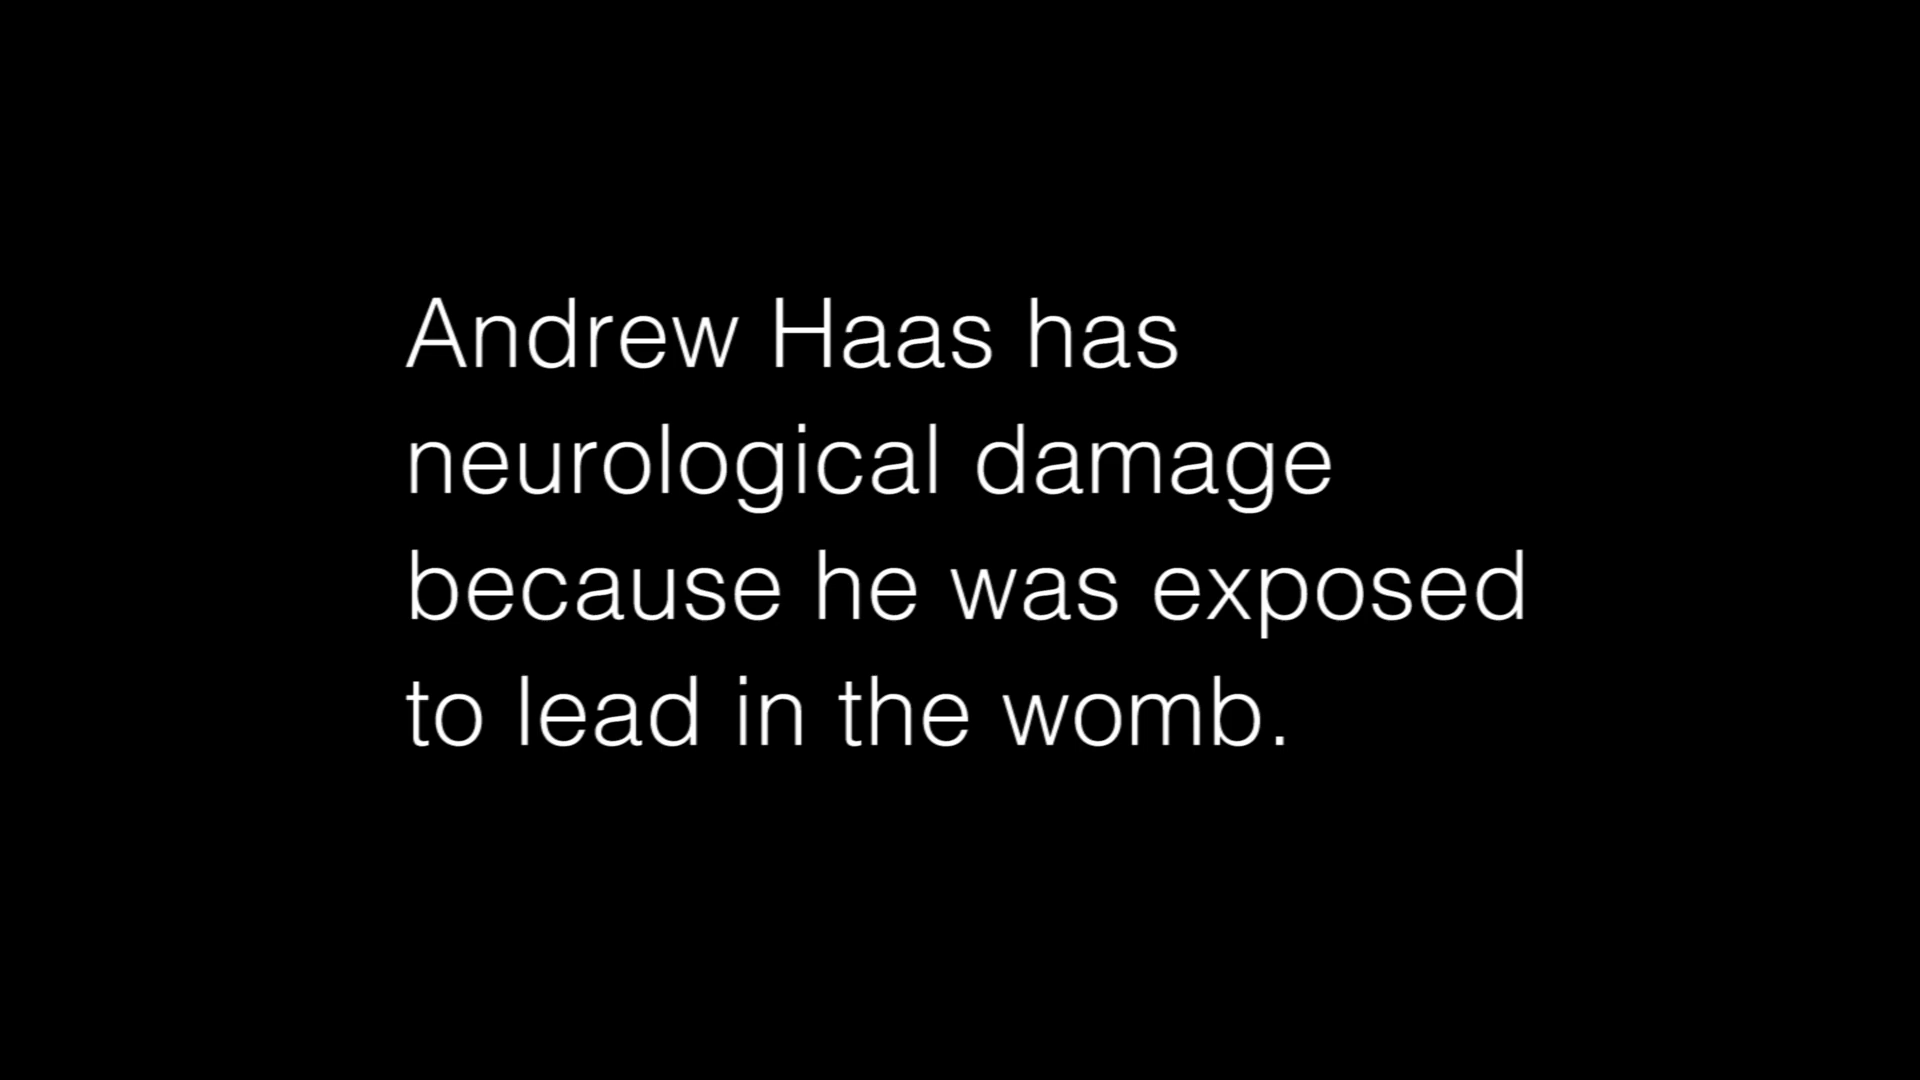 Andrew Haas has
neurological damage
because he was exposed
to lead in the womb.